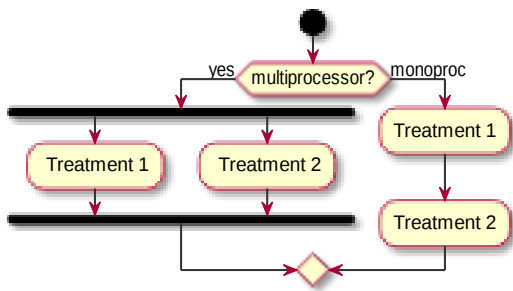 yes
multiprocessor?
monoproc
Treatment 1
Treatment 2
Treatment 1
Treatment 2